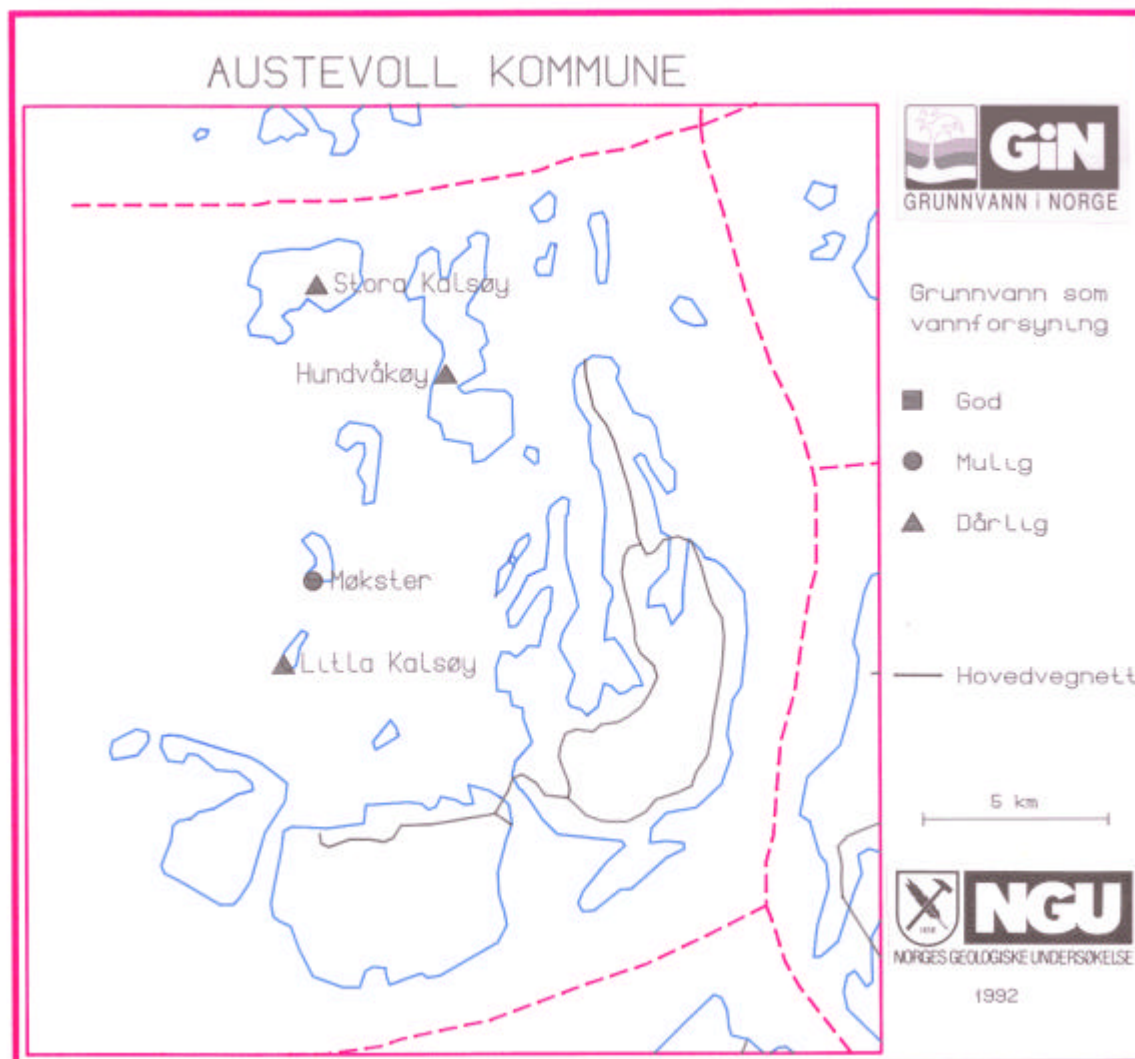 AUSTEVOLL KOMMUNE
GiN
GRUNNVANN I NORGE
Stora Kalsøy
Hundvåkøy
Møkster
Litla Kalsøy
Grunnvann som
vannforsyning
God
Mulig
Dårlig
Hovedvegnett
5 km
NGU
NORGES GEOLOGISKE UNDERSØKELSE
1992